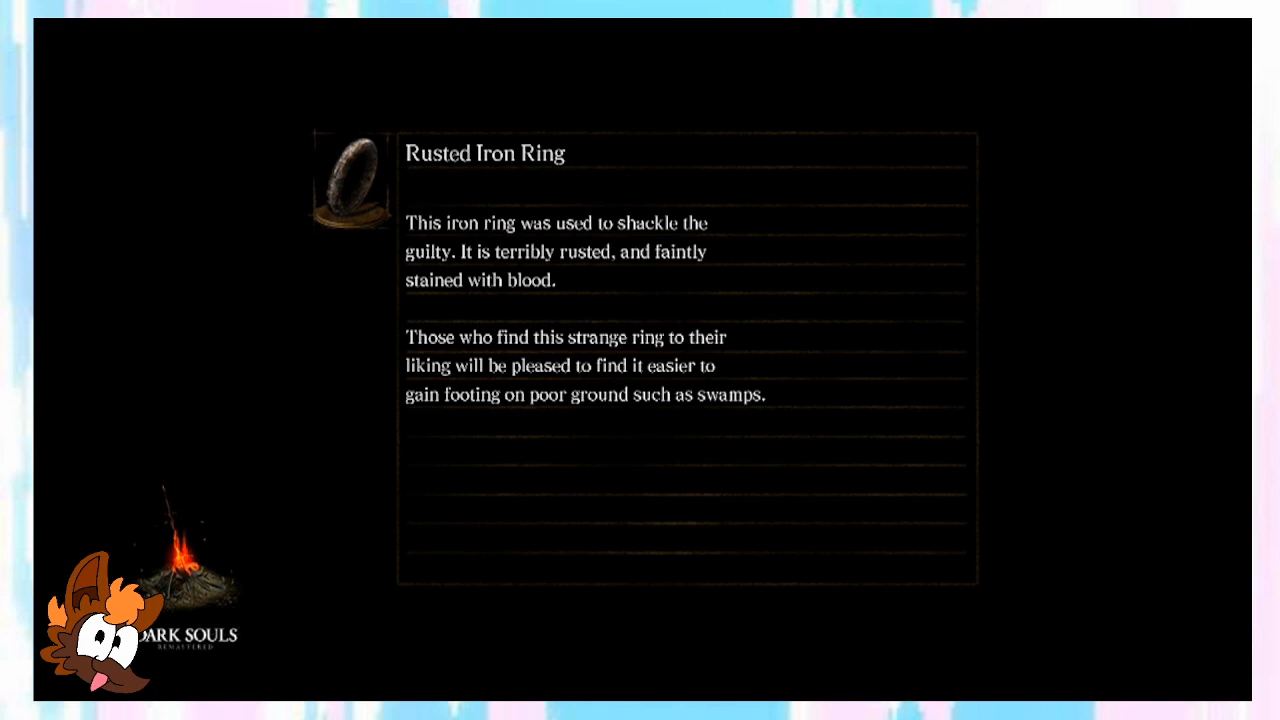 Rusted Iron Ring
This iron ring was used to shackle the
guilty. It is terribly rusted, and faintly
stained with blood.
Those who find this strange ring to their
liking will be pleased to find it easier to
gain footing on poor ground such as swamps.
DARK SOULS
REMASTERED